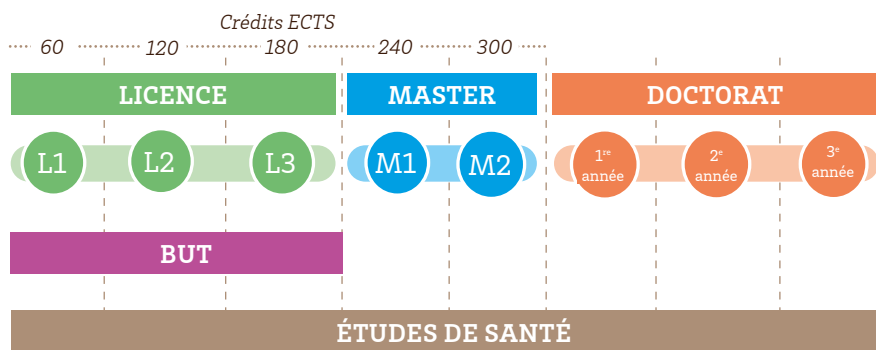 Crédits ECTS
60 120 180 240 300
LICENCE MASTER DOCTORAT
L1 L2 L3 M1 M2 1re année 2e année 3e année
BUT
ÉTUDES DE SANTÉ